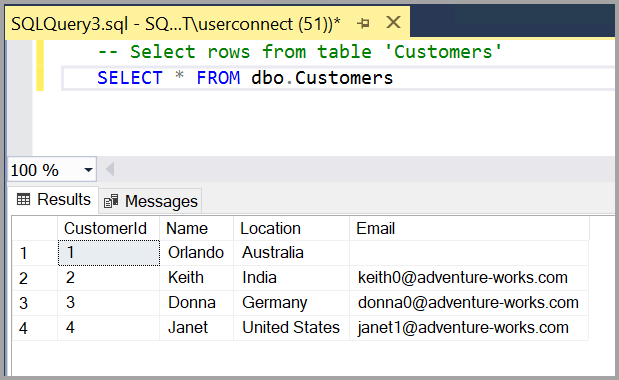 SQLQuery3.sql - SQ...T\userconnect (51))*
-- Select rows from table 'Customers'
SELECT * FROM dbo.Customers
100 %
Results Messages
CustomerId Name Location Email
1 1 Orlando Australia
2 2 Keith India keith0@adventure-works.com
3 3 Donna Germany donna0@adventure-works.com
4 4 Janet United States janet1@adventure-works.com